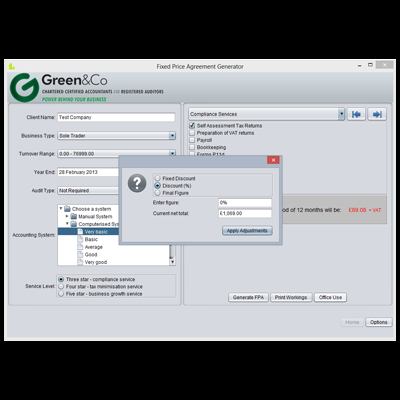 Fixed Price Agreement Generator
Green&Co
CHARTERED CERTIFIED ACCOUNTANTS AND REGISTERED AUDITORS
POWER BEHIND YOUR BUSINESS
Client Name: Test Company
Business Type: Sole Trader
Turnover Range: 0.00 - 76999.00
Year End: 28 February 2013
Audit Type: Not Required
Accounting System:
Choose a system
Manual System
Computerised Syst
Very basic
Basic
Average
Good
Very good
Service Level:
Three star - compliance service
Four star - tax minimisation service
Five star - business growth service
Compliance Services
Self Assessment Tax Returns
Preparation of VAT returns
Payroll
Bookkeeping
Forms P11d
Fixed Discount
Discount (%)
Final Figure
Enter figure: 0%
Current net total: £1,069.00
Apply Adjustments
od of 12 months will be: £89.08 + VAT
Generate FPA
Print Workings
Office Use
Home
Options